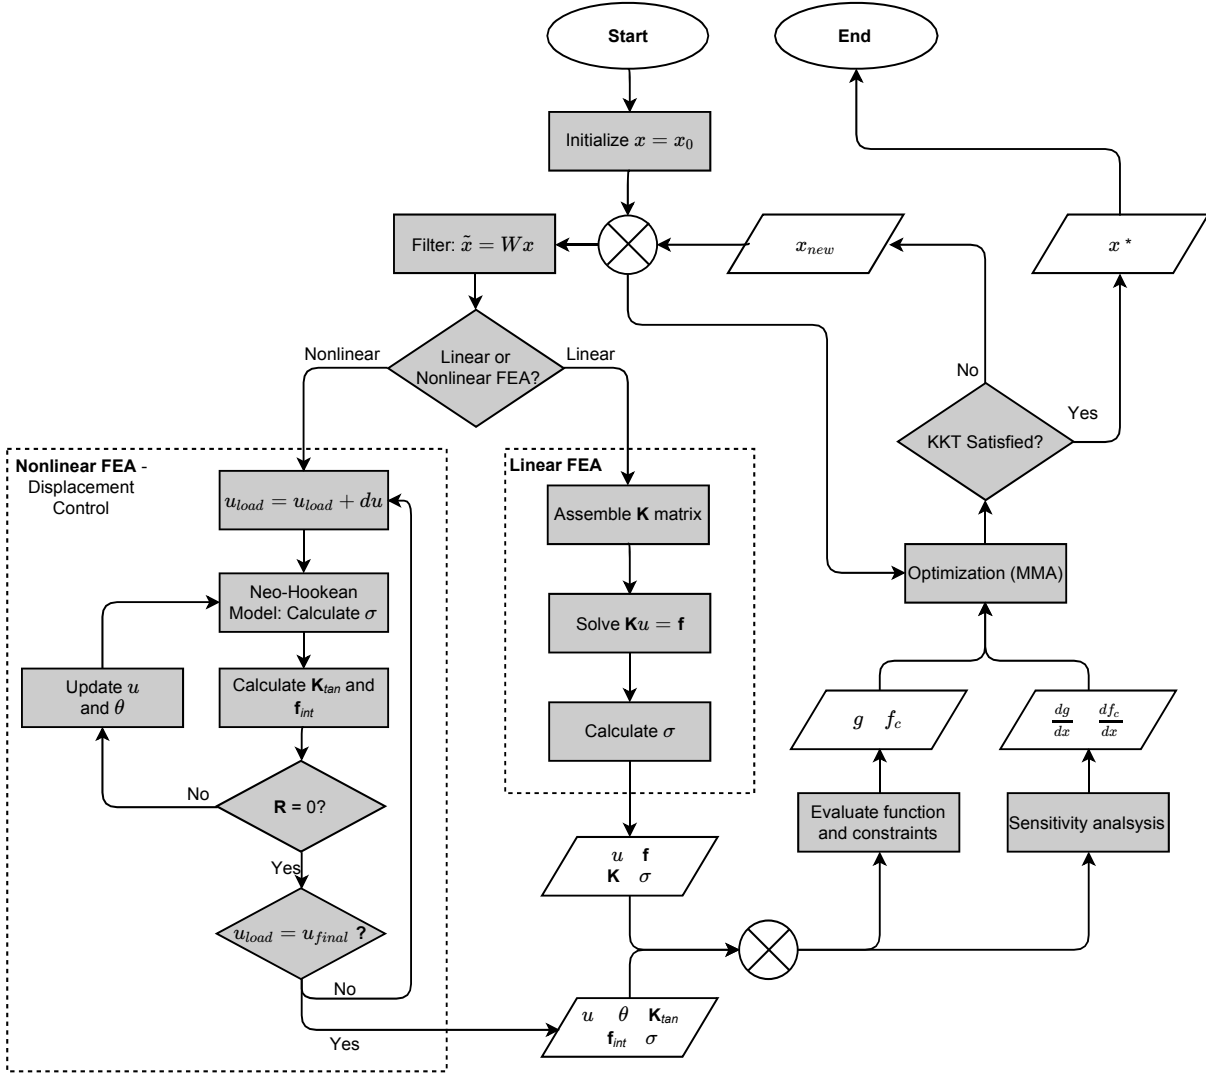 Start
End
Initialize x = x₀
Filter: x̃ = Wx
x_new
x *
Nonlinear
Linear or
Nonlinear FEA?
Linear
No
Yes
KKT Satisfied?
Nonlinear FEA -
Displacement
Control
u_load = u_load + du
Linear FEA
Assemble K matrix
Optimization (MMA)
Neo-Hookean
Model: Calculate σ
Solve Ku = f
Update u
and θ
Calculate K_tan and
f_int
Calculate σ
g f_c
dg/dx df_c/dx
No
R = 0?
Evaluate function
and constraints
Sensitivity analsysis
Yes
u f
K σ
u_load = u_final ?
No
Yes
u θ K_tan
f_int σ